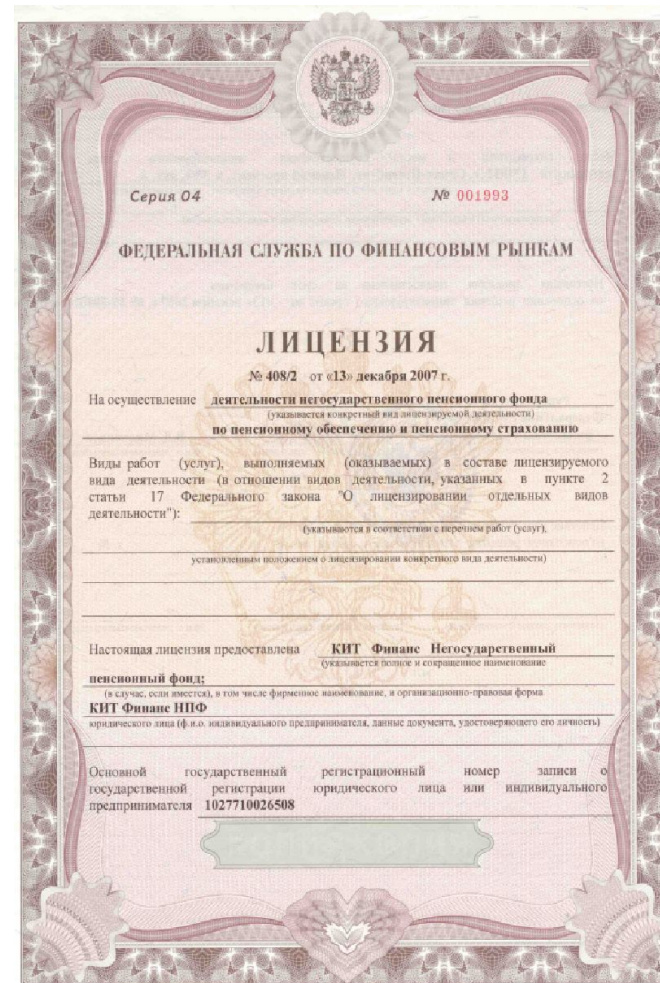 Серия 04 № 001993
ФЕДЕРАЛЬНАЯ СЛУЖБА ПО ФИНАНСОВЫМ РЫНКАМ
ЛИЦЕНЗИЯ
№ 408/2 от «13» декабря 2007 г.
На осуществление деятельности негосударственного пенсионного фонда
(указывается конкретный вид лицензируемой деятельности)
по пенсионному обеспечению и пенсионному страхованию
Виды работ (услуг), выполняемых (оказываемых) в составе лицензируемого
вида деятельности (в отношении видов деятельности, указанных в пункте 2
статьи 17 Федерального закона "О лицензировании отдельных видов
деятельности"):
(указываются в соответствии с перечнем работ (услуг),
установленным положением о лицензировании конкретного вида деятельности)
Настоящая лицензия предоставлена КИТ Финанс Негосударственный
(указывается полное и сокращенное наименование
пенсионный фонд;
(в случае, если имеется), в том числе фирменное наименование, и организационно-правовая форма
КИТ Финанс НПФ
юридического лица (ф.и.о. индивидуального предпринимателя, данные документа, удостоверяющего его личность)
Основной государственный регистрационный номер записи о
государственной регистрации юридического лица или индивидуального
предпринимателя 1027710026508